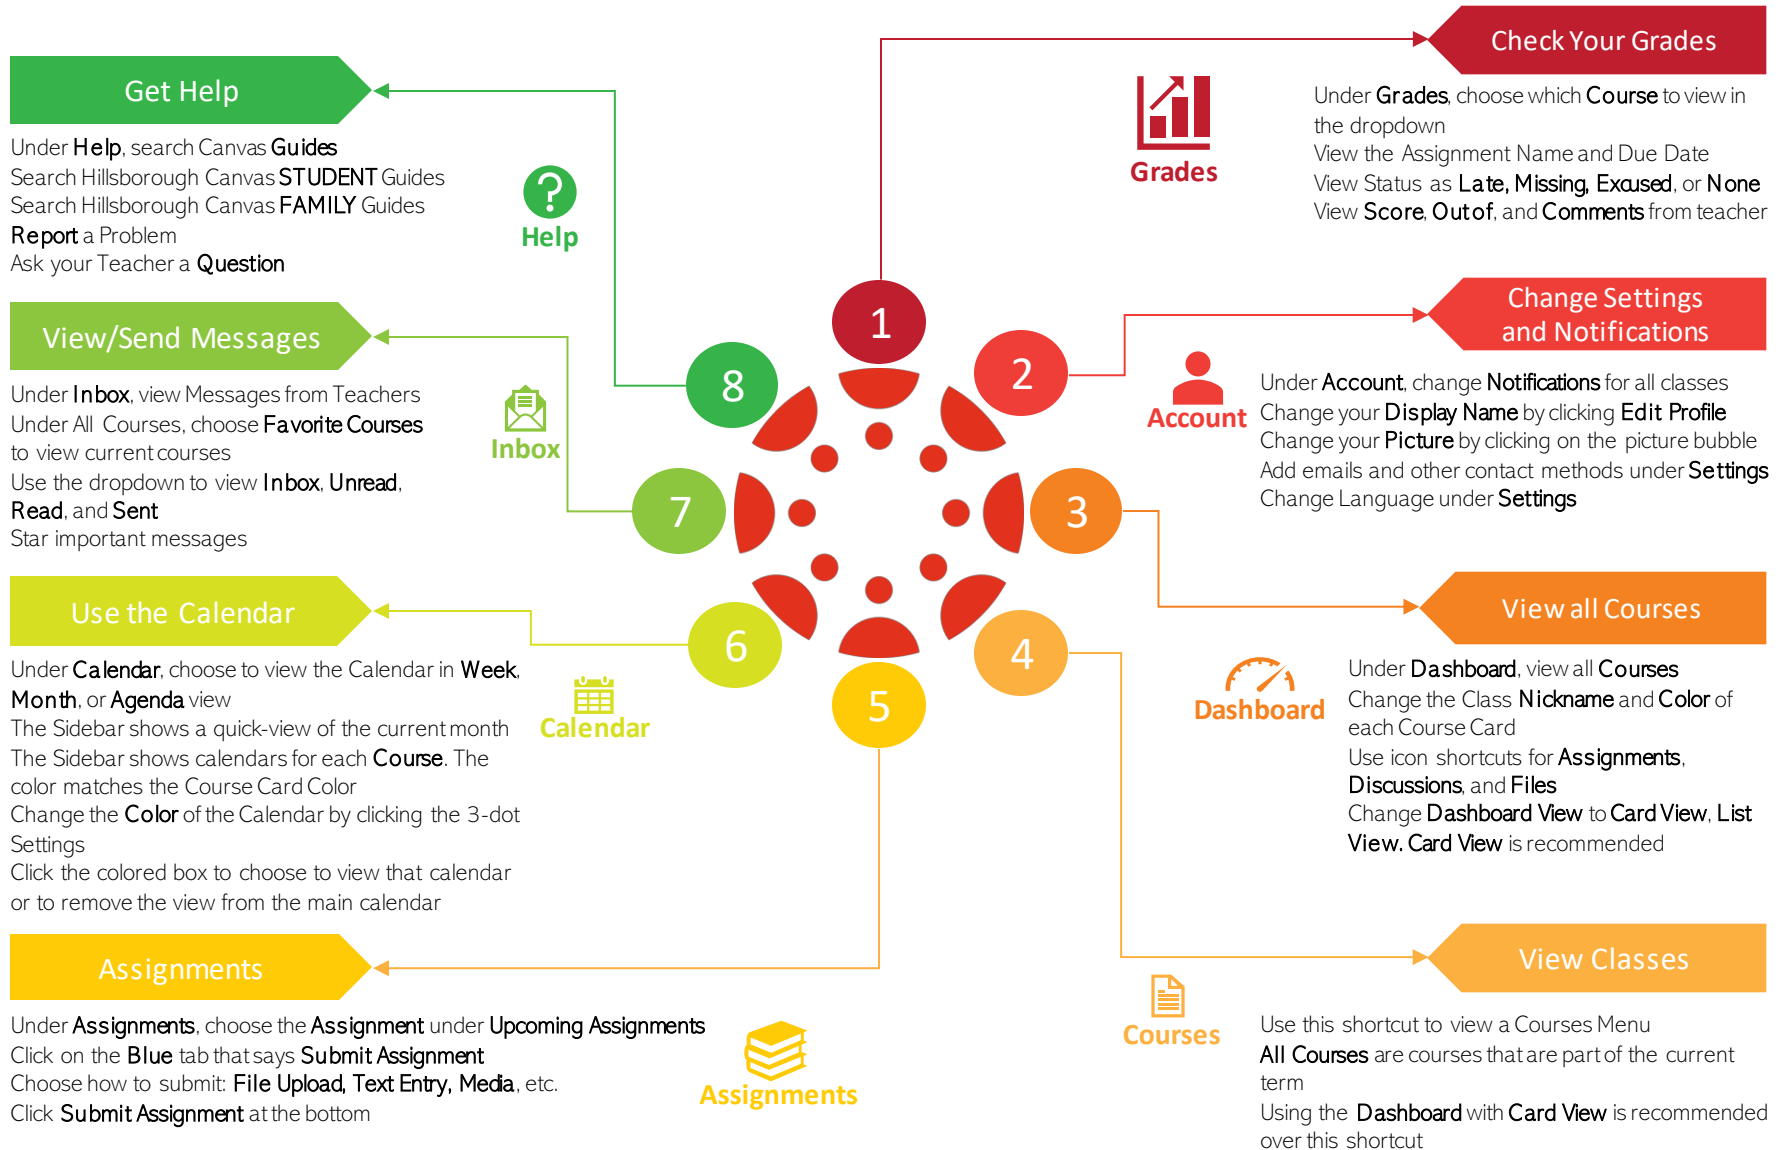 Check Your Grades
Grades
Under Grades, choose which Course to view in
the dropdown
View the Assignment Name and Due Date
View Status as Late, Missing, Excused, or None
View Score, Out of, and Comments from teacher
1
Change Settings
and Notifications
Account
Under Account, change Notifications for all classes
Change your Display Name by clicking Edit Profile
Change your Picture by clicking on the picture bubble
Add emails and other contact methods under Settings
Change Language under Settings
2
View all Courses
Dashboard
Under Dashboard, view all Courses
Change the Class Nickname and Color of
each Course Card
Use icon shortcuts for Assignments,
Discussions, and Files
Change Dashboard View to Card View, List
View. Card View is recommended
3
View Classes
Courses
Use this shortcut to view a Courses Menu
All Courses are courses that are part of the current
term
Using the Dashboard with Card View is recommended
over this shortcut
4
Assignments
Under Assignments, choose the Assignment under Upcoming Assignments
Click on the Blue tab that says Submit Assignment
Choose how to submit: File Upload, Text Entry, Media, etc.
Click Submit Assignment at the bottom
Assignments
5
Use the Calendar
Under Calendar, choose to view the Calendar in Week,
Month, or Agenda view
The Sidebar shows a quick-view of the current month
The Sidebar shows calendars for each Course. The
color matches the Course Card Color
Change the Color of the Calendar by clicking the 3-dot
Settings
Click the colored box to choose to view that calendar
or to remove the view from the main calendar
Calendar
6
View/Send Messages
Under Inbox, view Messages from Teachers
Under All Courses, choose Favorite Courses
to view current courses
Use the dropdown to view Inbox, Unread,
Read, and Sent
Star important messages
Inbox
7
Get Help
Under Help, search Canvas Guides
Search Hillsborough Canvas STUDENT Guides
Search Hillsborough Canvas FAMILY Guides
Report a Problem
Ask your Teacher a Question
?
Help
8